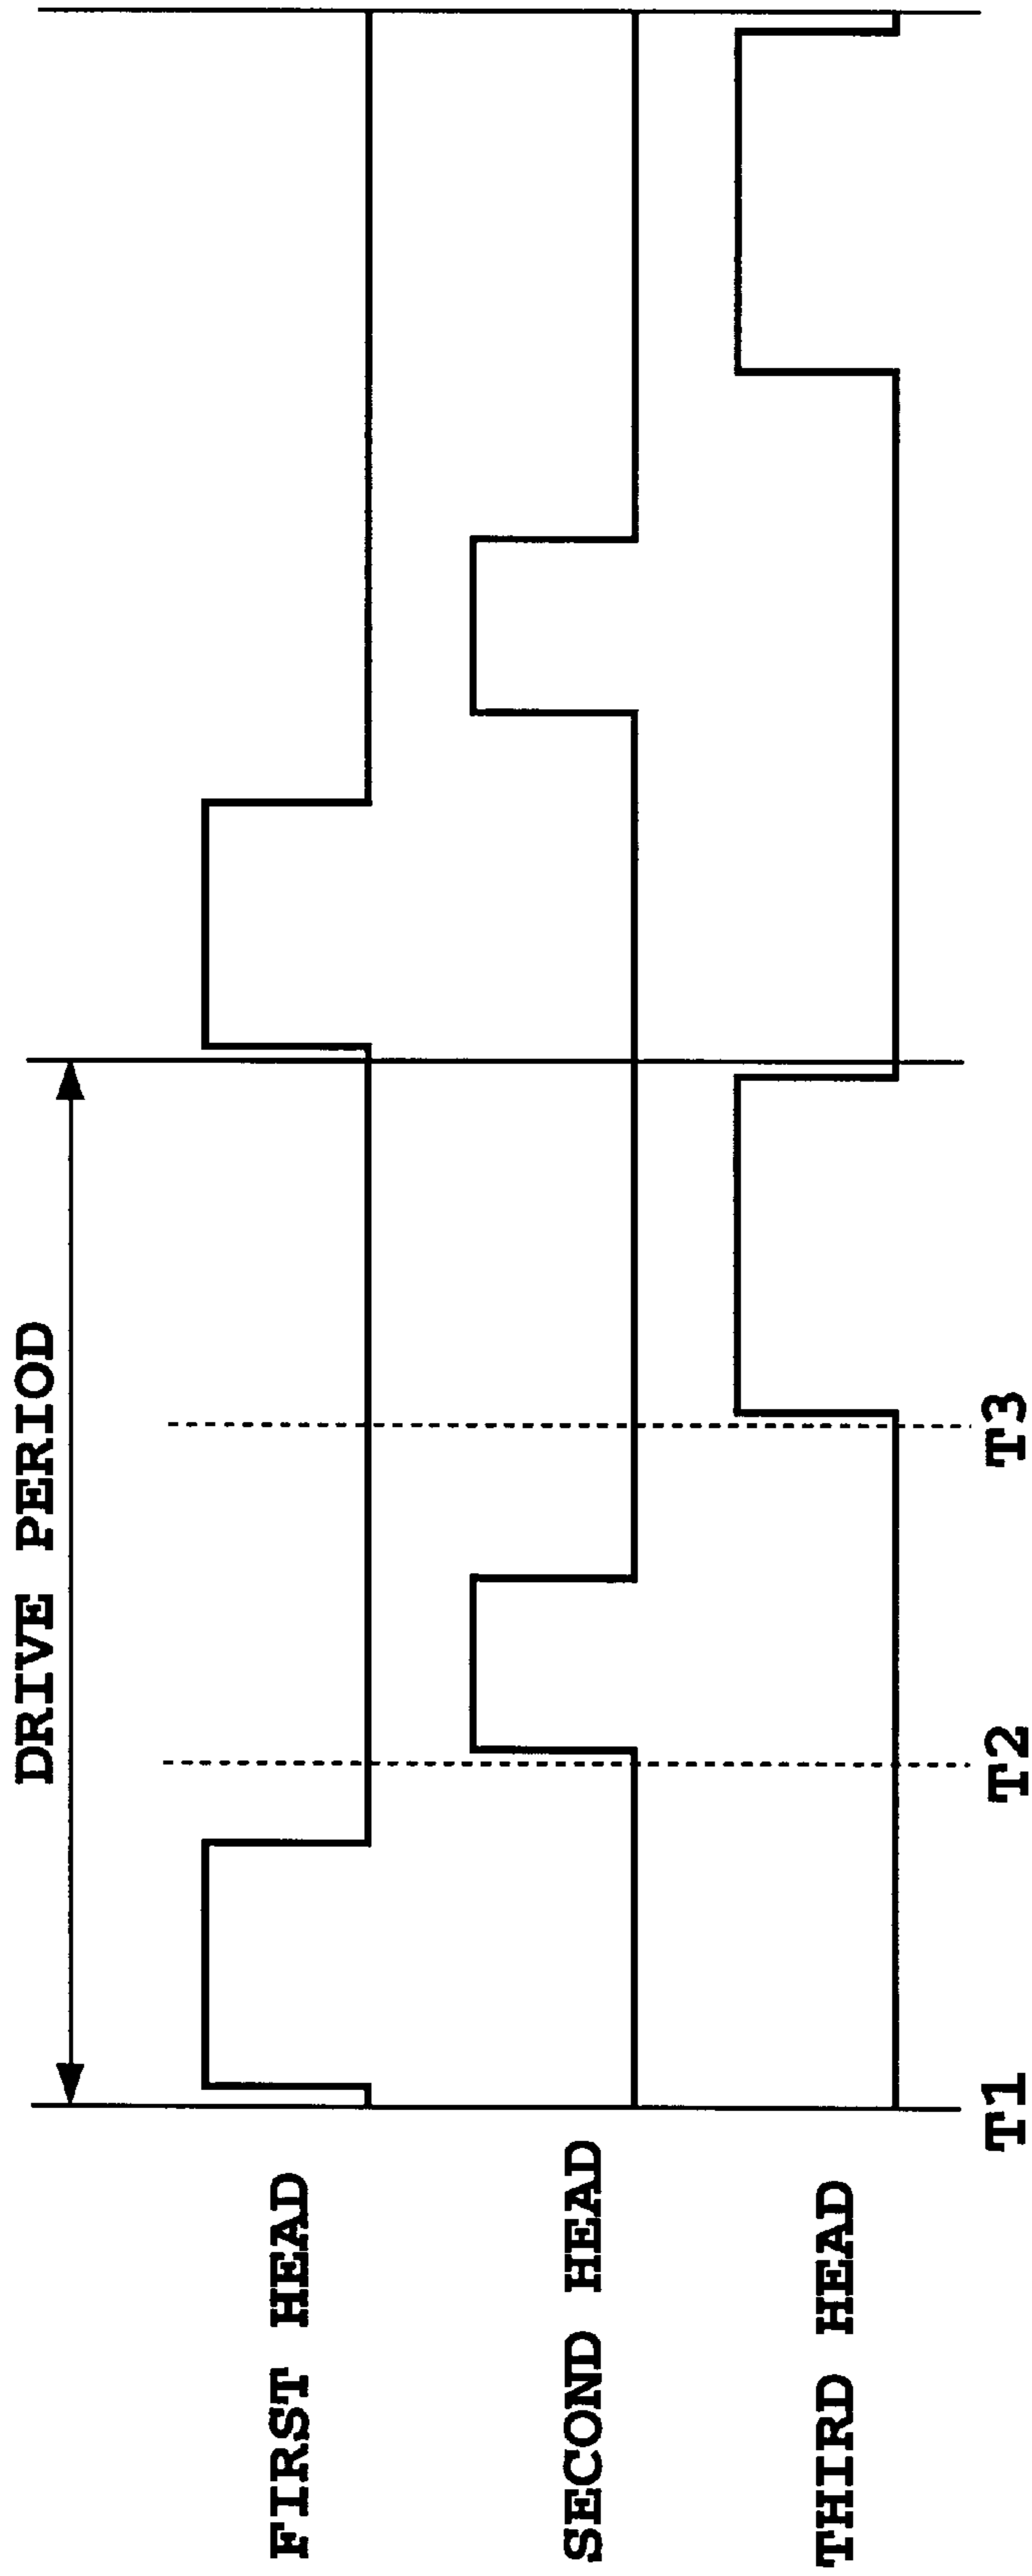 DRIVE PERIOD
FIRST HEAD
SECOND HEAD
THIRD HEAD
T1
T2
T3